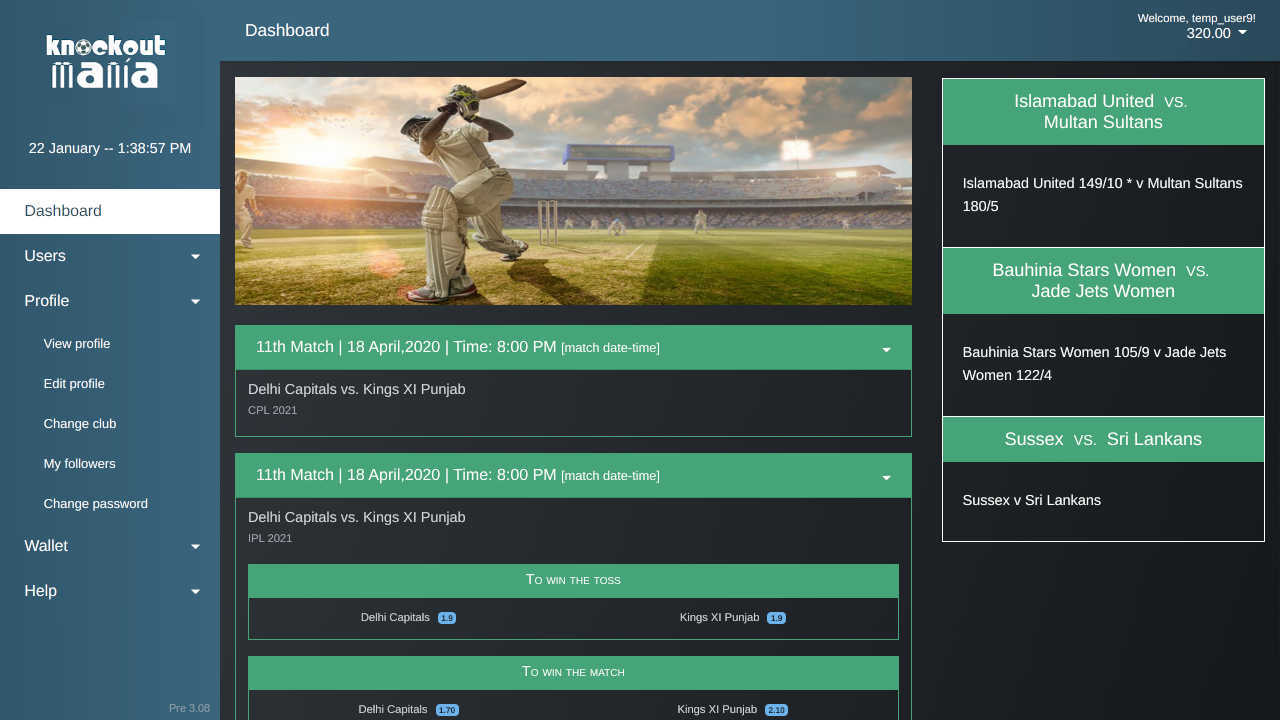 knockout
mania
22 January -- 1:38:57 PM
Dashboard
Users
Profile
View profile
Edit profile
Change club
My followers
Change password
Wallet
Help
Pre 3.08
Dashboard
Welcome, temp_user9!
320.00
11th Match | 18 April,2020 | Time: 8:00 PM [match date-time]
Delhi Capitals vs. Kings XI Punjab
CPL 2021
11th Match | 18 April,2020 | Time: 8:00 PM [match date-time]
Delhi Capitals vs. Kings XI Punjab
IPL 2021
To win the toss
Delhi Capitals 1.9 Kings XI Punjab 1.9
To win the match
Delhi Capitals 1.70 Kings XI Punjab 2.10
Islamabad United VS.
Multan Sultans
Islamabad United 149/10 * v Multan Sultans
180/5
Bauhinia Stars Women VS.
Jade Jets Women
Bauhinia Stars Women 105/9 v Jade Jets
Women 122/4
Sussex VS. Sri Lankans
Sussex v Sri Lankans